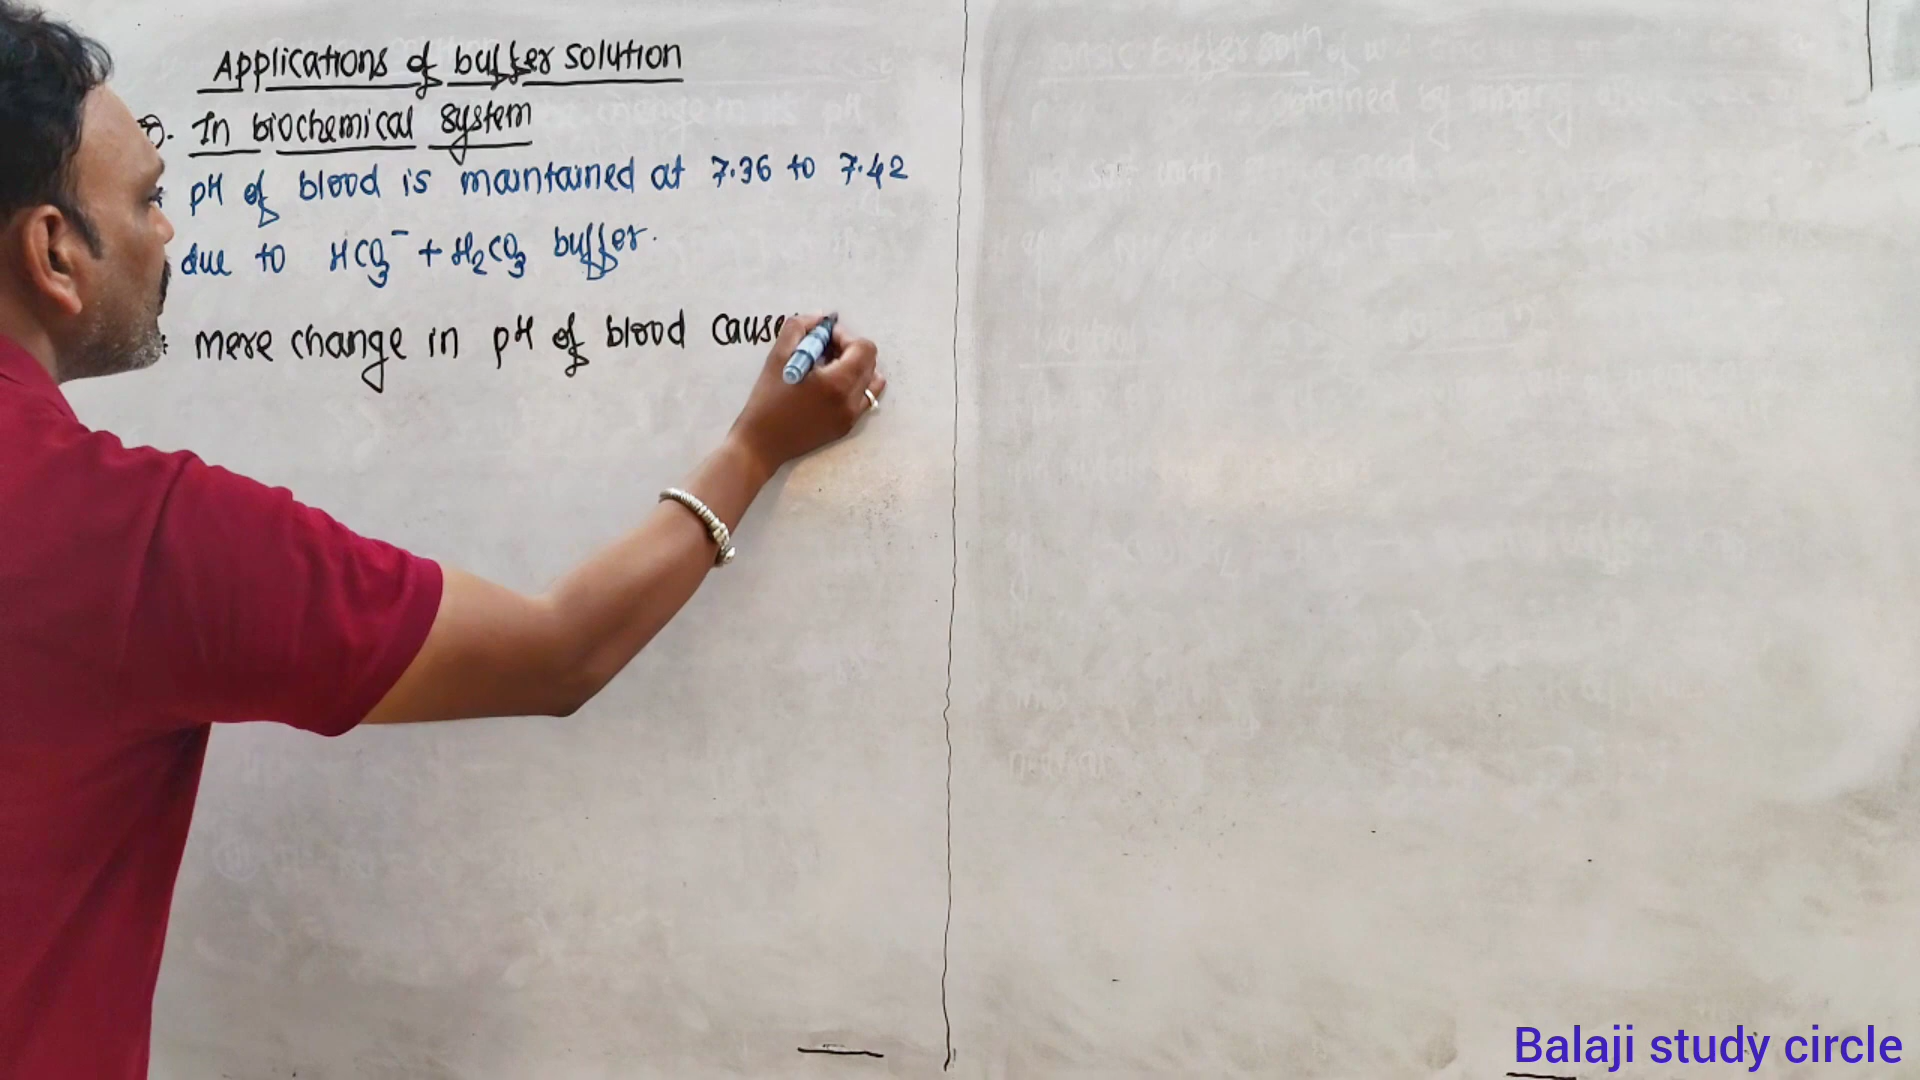 Applications of buffer solution
In biochemical system
* pH of blood is maintained at 7.36 to 7.42
due to HCO₃⁻ + H₂CO₃ buffer.
* mere change in pH of blood cause
Balaji study circle